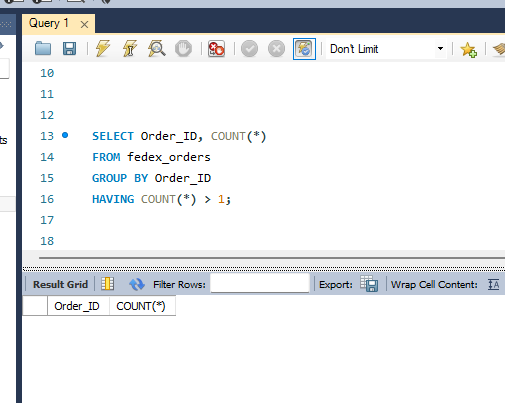 Query 1
Don't Limit
10
11
12
ts
13 SELECT Order_ID, COUNT(*)
14 FROM fedex_orders
15 GROUP BY Order_ID
16 HAVING COUNT(*) > 1;
17
18
Result Grid Filter Rows: Export: Wrap Cell Content:
Order_ID COUNT(*)